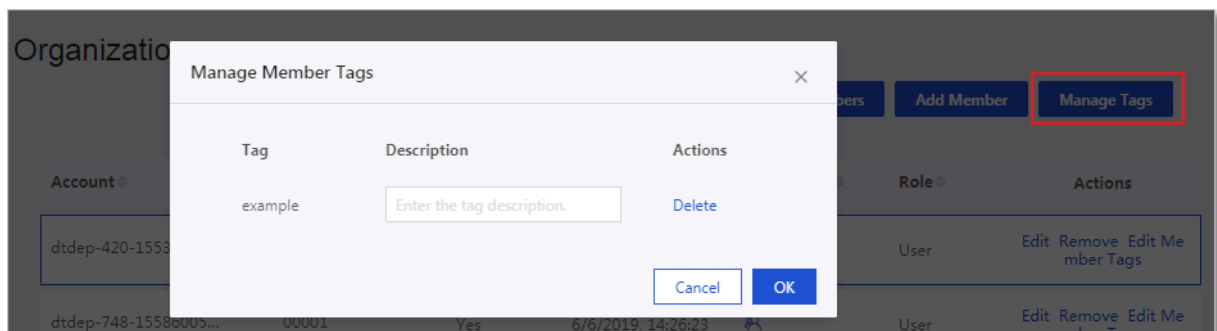 Organizatio
Manage Member Tags
bers Add Member Manage Tags
Tag Description Actions
Account Role Actions
example Enter the tag description. Delete
dtdep-420-1553 User Edit Remove Edit Me
mber Tags
Cancel OK
dtdep-748-15586005... 00001 Yes 6/6/2019, 14:26:23 User Edit Remove Edit Me